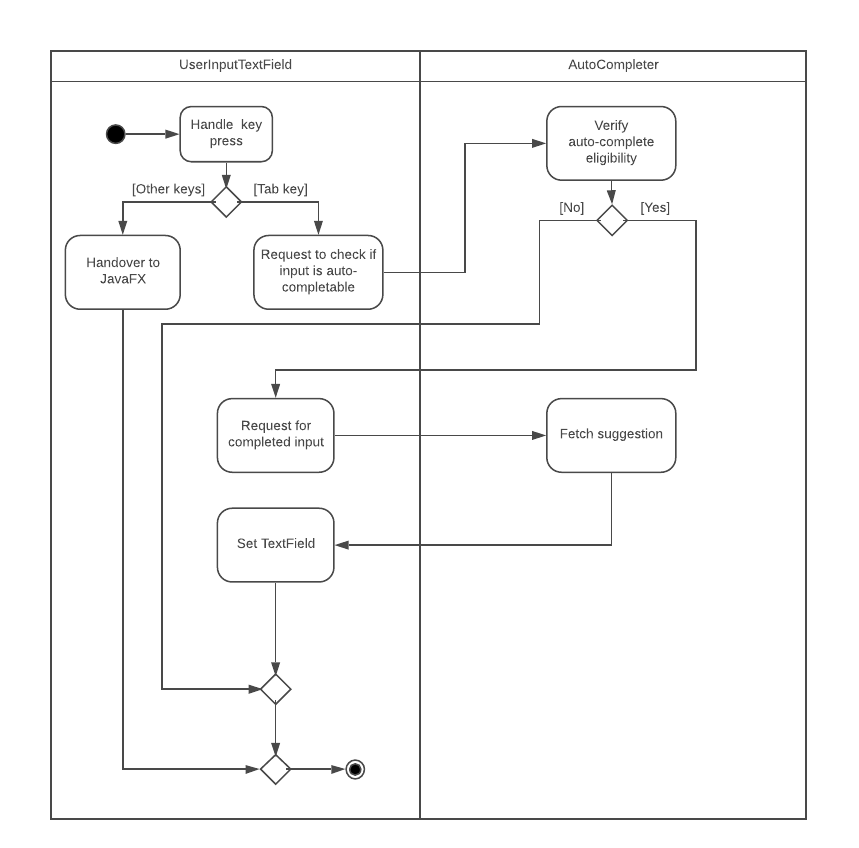 UserInputTextField
AutoCompleter
Handle  key
press
Verify
auto-complete
eligibility
[Other keys]
[Tab key]
[No]
[Yes]
Handover to
JavaFX
Request to check if
input is auto-
completable
Request for
completed input
Fetch suggestion
Set TextField